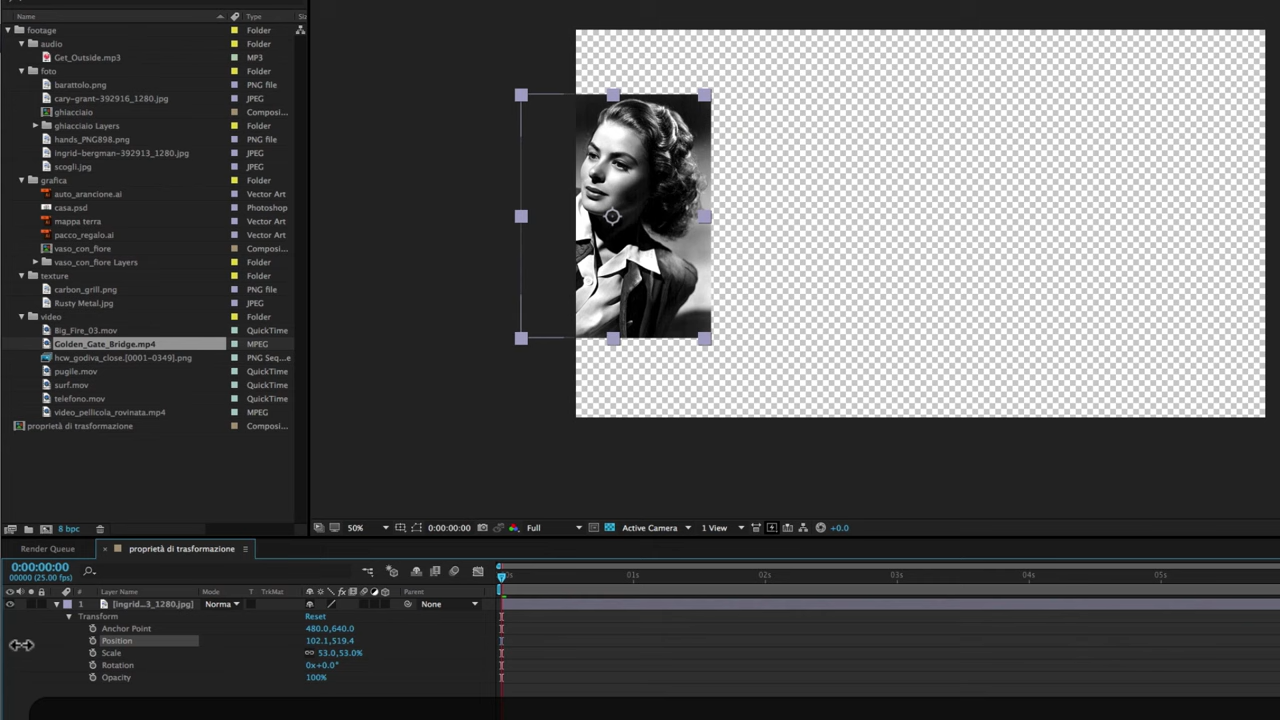 Name Type Siz
footage Folder
audio Folder
Get_Outside.mp3 MP3
foto Folder
barattolo.png PNG file
cary-grant-392916_1280.jpg JPEG
ghiacciaio Composi...
ghiacciaio Layers Folder
hands_PNG898.png PNG file
ingrid-bergman-392913_1280.jpg JPEG
scogli.jpg JPEG
grafica Folder
auto_arancione.ai Vector Art
casa.psd Photoshop
mappa terra Vector Art
pacco_regalo.ai Vector Art
vaso_con_fiore Composi...
vaso_con_fiore Layers Folder
texture Folder
carbon_grill.png PNG file
Rusty Metal.jpg JPEG
video Folder
Big_Fire_03.mov QuickTime
Golden_Gate_Bridge.mp4 MPEG
hcw_godiva_close.[0001-0349].png PNG Seq...e
pugile.mov QuickTime
surf.mov QuickTime
telefono.mov QuickTime
video_pellicola_rovinata.mp4 MPEG
proprietà di trasformazione Composi...
8 bpc
50% 0:00:00:00 Full Active Camera 1 View +0.0
Render Queue × proprietà di trasformazione
0:00:00:00
00000 (25.00 fps)
0s 01s 02s 03s 04s 05s
# Layer Name Mode T TrkMat Parent
1 [ingrid...3_1280.jpg] Norma None
Transform Reset
Anchor Point 480.0,640.0
Position 102.1,519.4
Scale 53.0,53.0%
Rotation 0x+0.0°
Opacity 100%